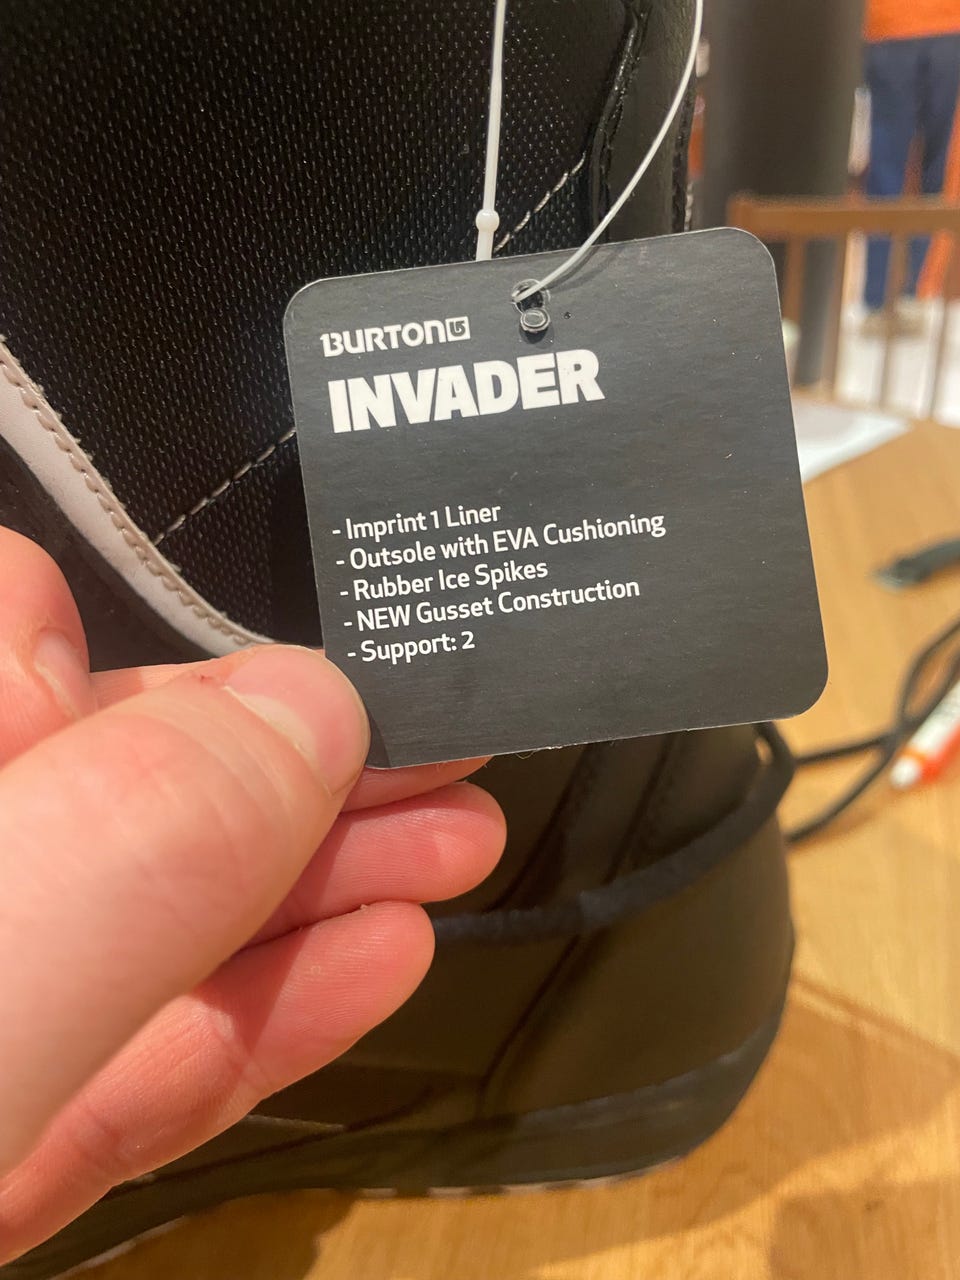 BURTON
INVADER
- Imprint 1 Liner
- Outsole with EVA Cushioning
- Rubber Ice Spikes
- NEW Gusset Construction
- Support: 2